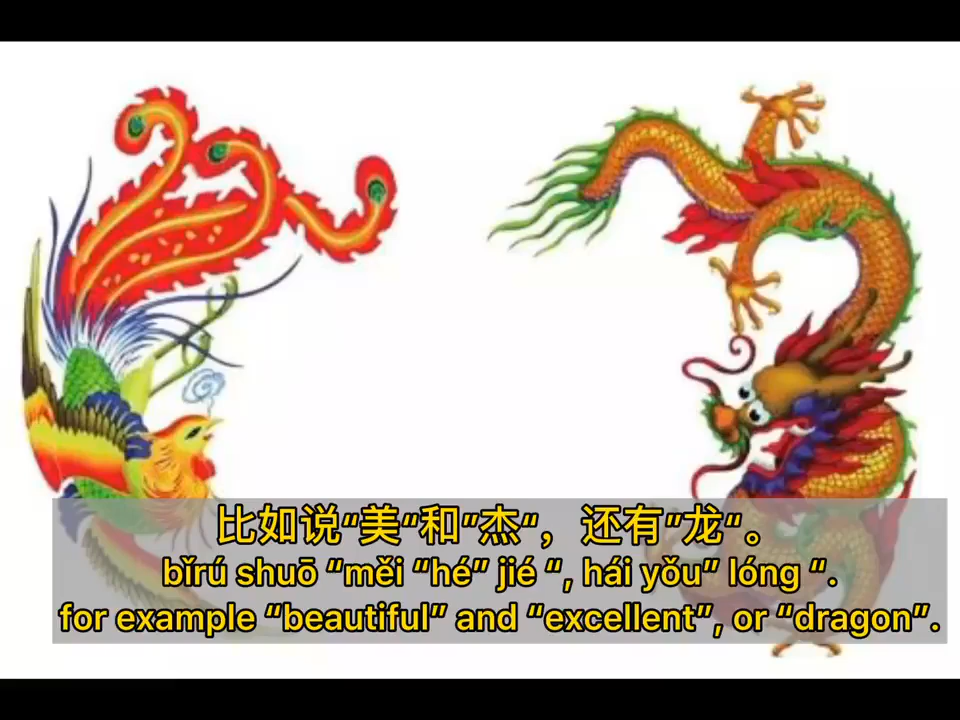 比如说“美“和”杰“，还有”龙“。
bǐrú shuō “měi “hé” jié “, hái yǒu” lóng “.
for example “beautiful” and “excellent”, or “dragon”.